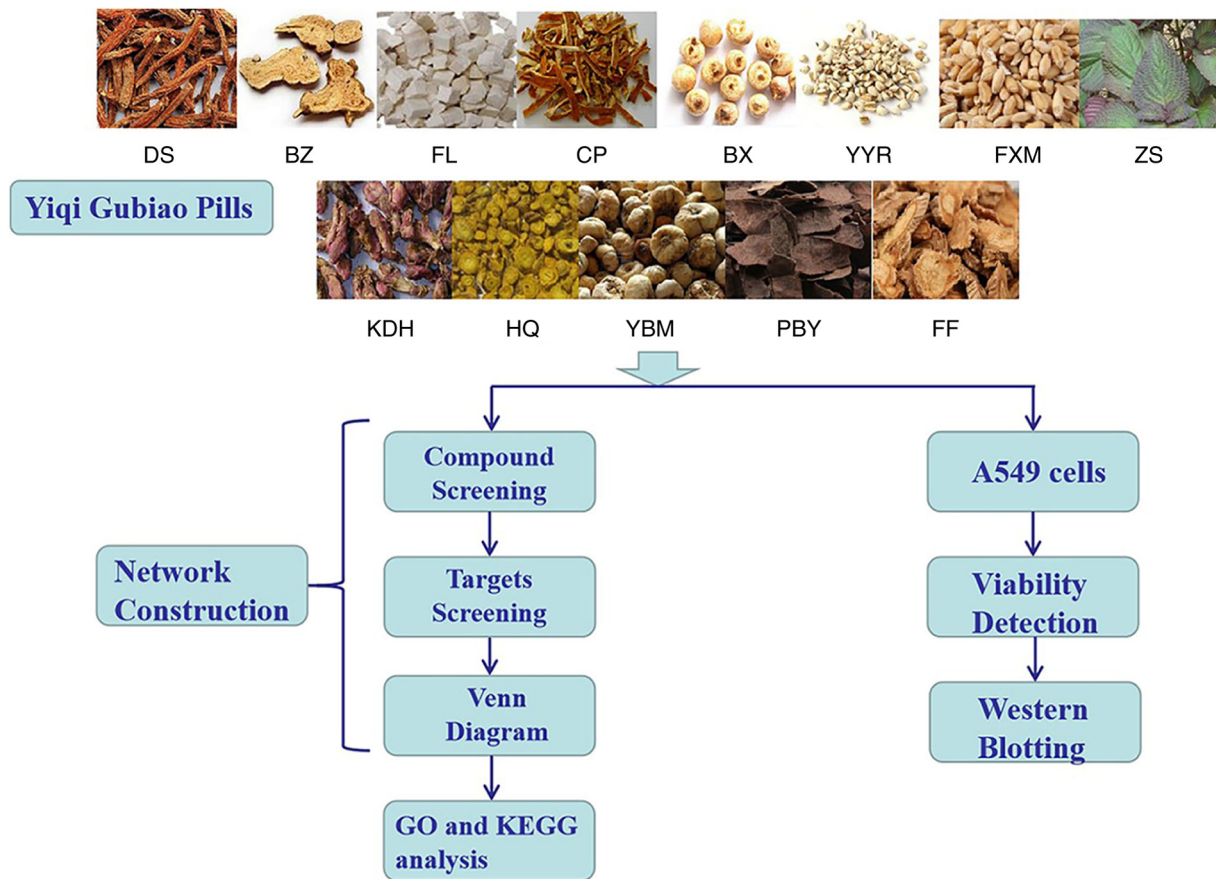 DS BZ FL CP BX YYR FXM ZS
Yiqi Gubiao Pills
KDH HQ YBM PBY FF
Compound
Screening
A549 cells
Network
Construction
Targets
Screening
Viability
Detection
Venn
Diagram
Western
Blotting
GO and KEGG
analysis